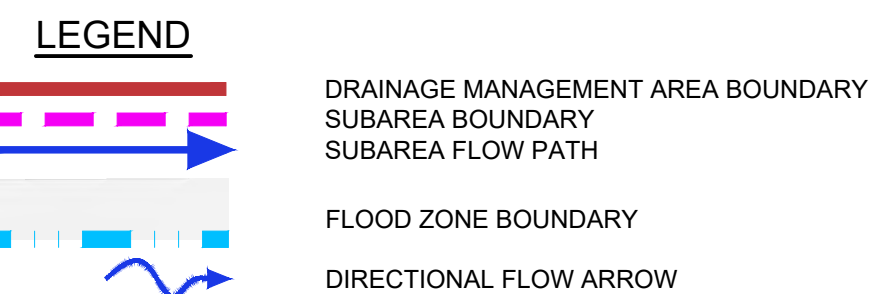 LEGEND
DRAINAGE MANAGEMENT AREA BOUNDARY
SUBAREA BOUNDARY
SUBAREA FLOW PATH
FLOOD ZONE BOUNDARY
DIRECTIONAL FLOW ARROW